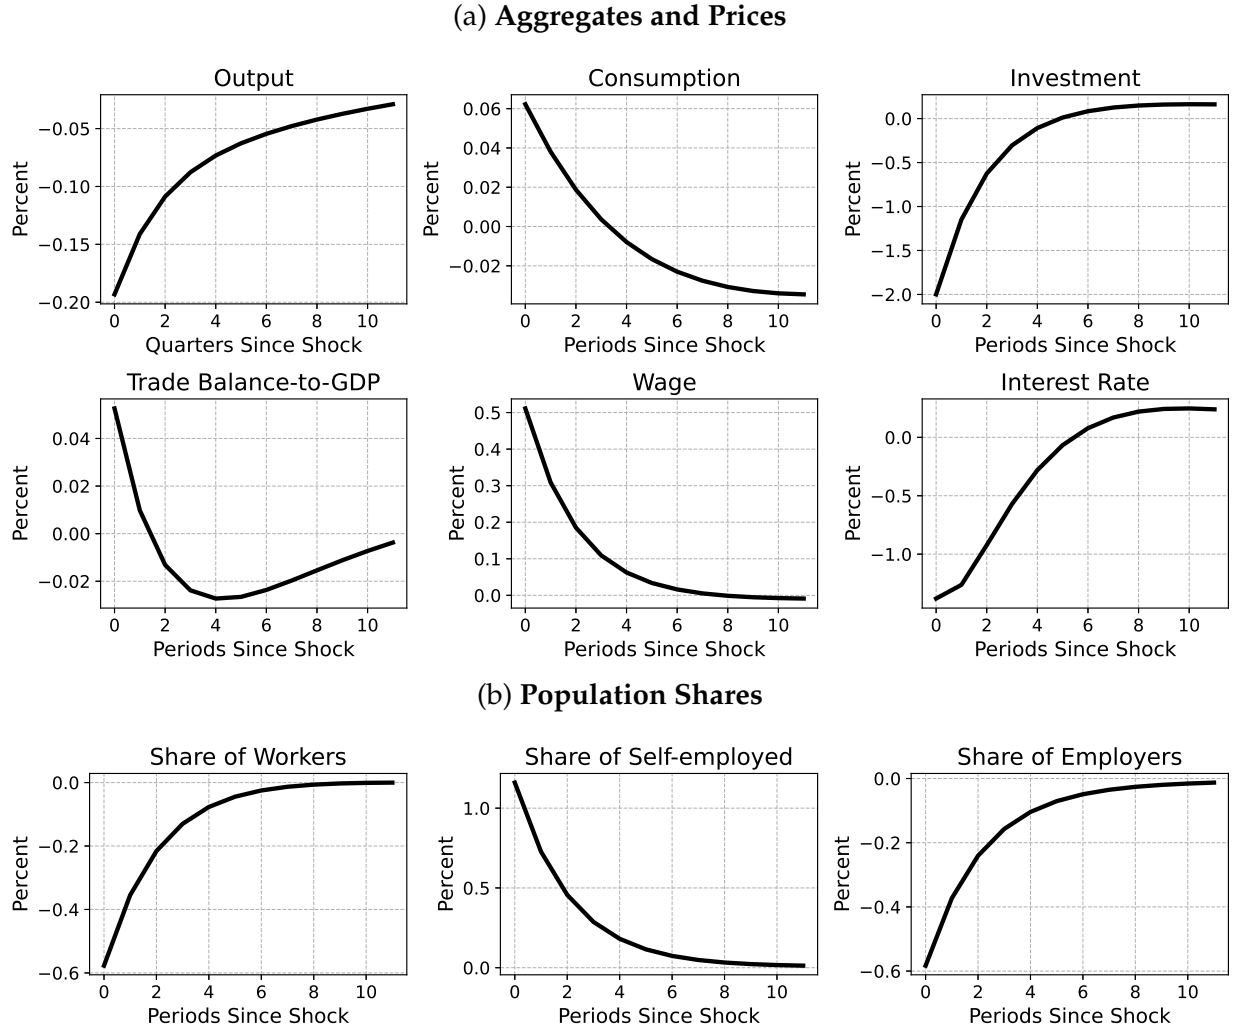 (a) Aggregates and Prices
Output
Percent
−0.05
−0.10
−0.15
−0.20
0 2 4 6 8 10
Quarters Since Shock
Consumption
Percent
0.06
0.04
0.02
0.00
−0.02
0 2 4 6 8 10
Periods Since Shock
Investment
Percent
0.0
−0.5
−1.0
−1.5
−2.0
0 2 4 6 8 10
Periods Since Shock
Trade Balance-to-GDP
Percent
0.04
0.02
0.00
−0.02
0 2 4 6 8 10
Periods Since Shock
Wage
Percent
0.5
0.4
0.3
0.2
0.1
0.0
0 2 4 6 8 10
Periods Since Shock
Interest Rate
Percent
0.0
−0.5
−1.0
0 2 4 6 8 10
Periods Since Shock
(b) Population Shares
Share of Workers
Percent
0.0
−0.2
−0.4
−0.6
0 2 4 6 8 10
Periods Since Shock
Share of Self-employed
Percent
1.0
0.5
0.0
0 2 4 6 8 10
Periods Since Shock
Share of Employers
Percent
0.0
−0.2
−0.4
−0.6
0 2 4 6 8 10
Periods Since Shock